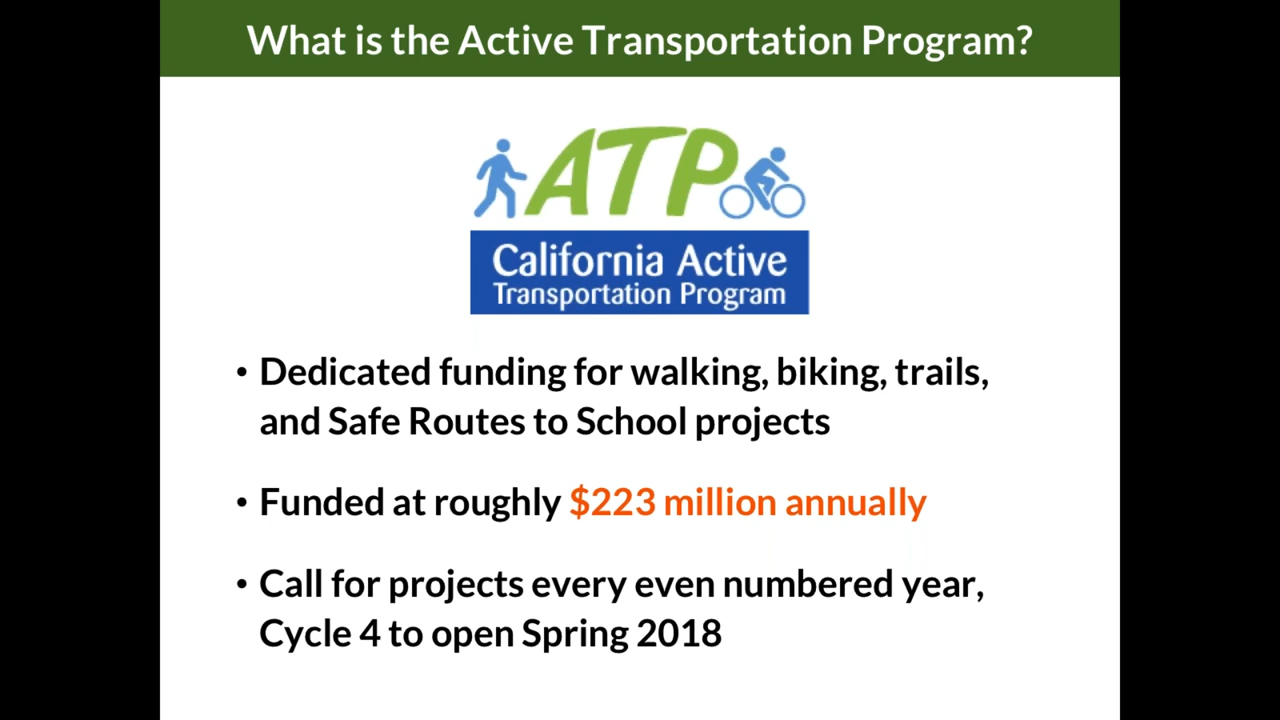 What is the Active Transportation Program?
ATP
California Active
Transportation Program
• Dedicated funding for walking, biking, trails,
and Safe Routes to School projects
• Funded at roughly $223 million annually
• Call for projects every even numbered year,
Cycle 4 to open Spring 2018